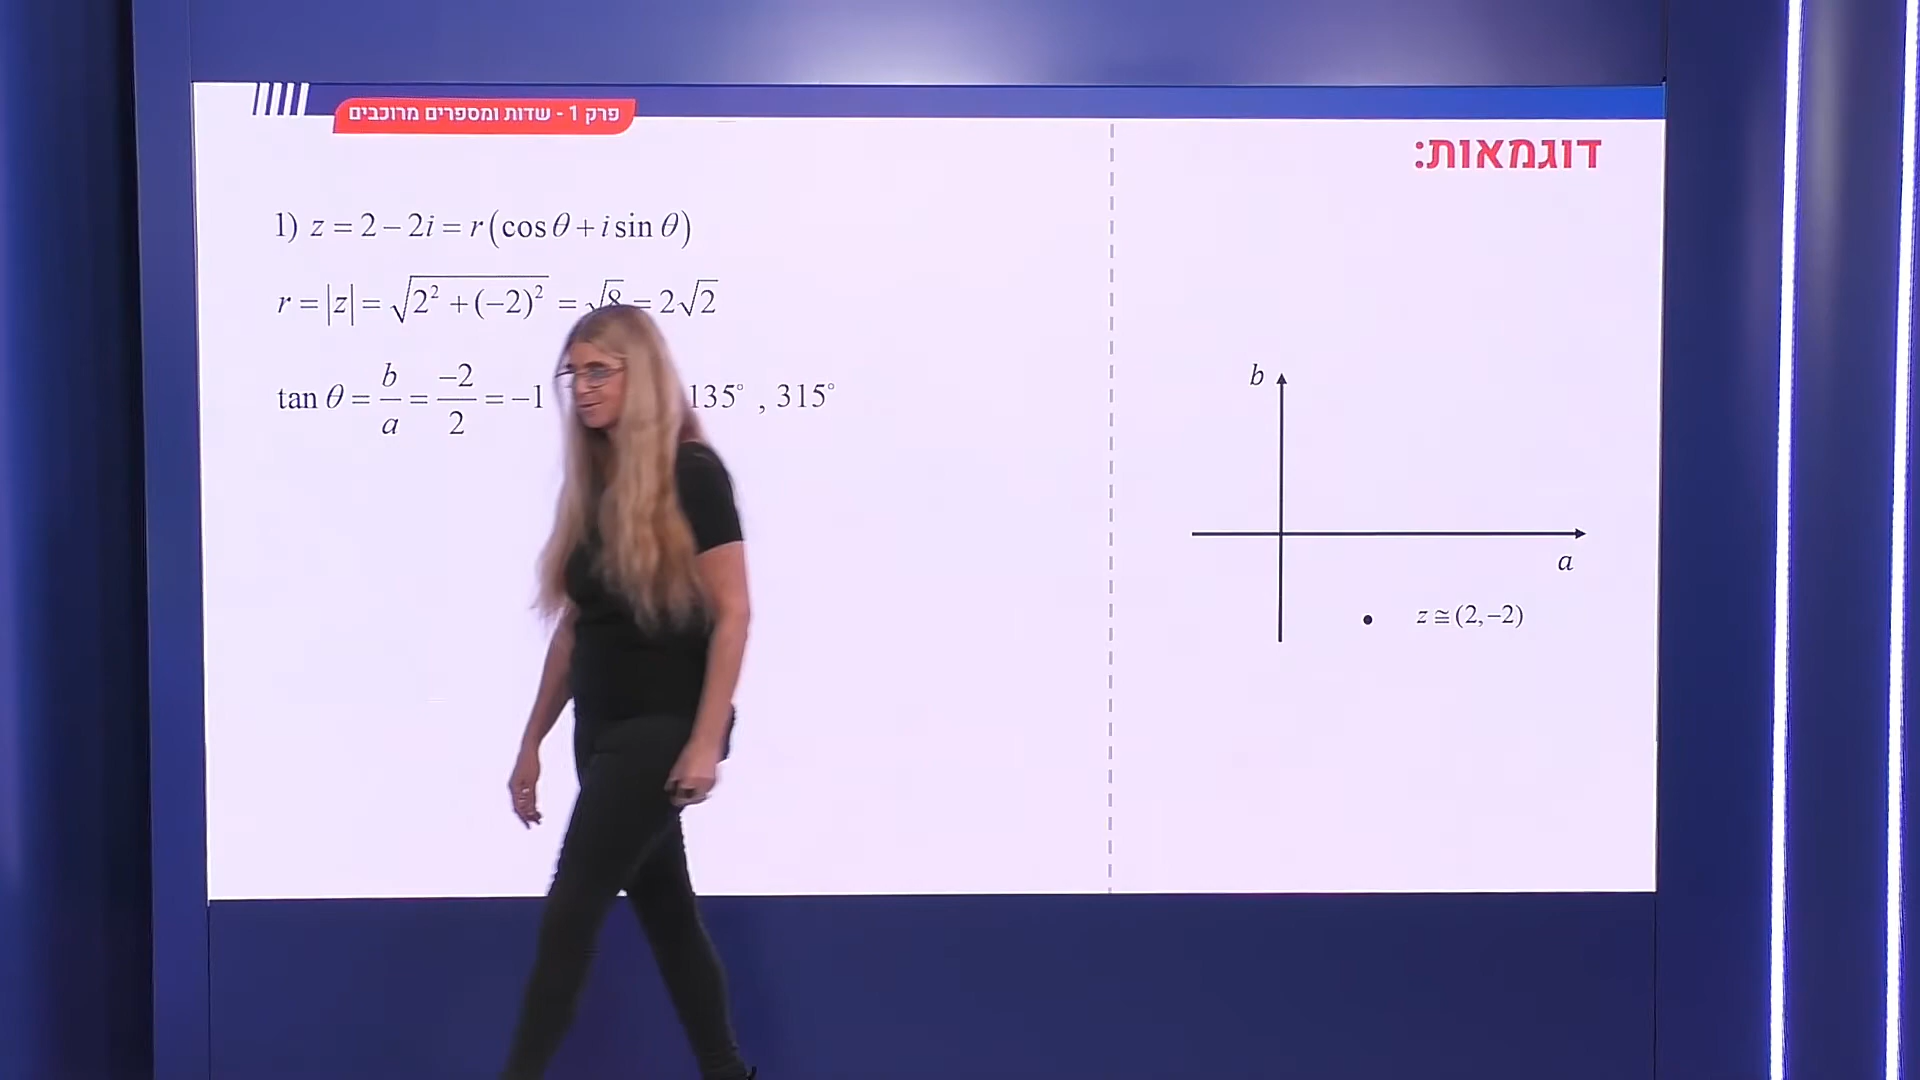 פרק 1 - שדות ומספרים מרוכבים
דוגמאות:
1) z = 2 − 2i = r(cos θ + i sin θ)
r = |z| = √(2² + (−2)²) = √8 = 2√2
tan θ = b/a = −2/2 = −1 135° , 315°
b
a
z ≅ (2, −2)